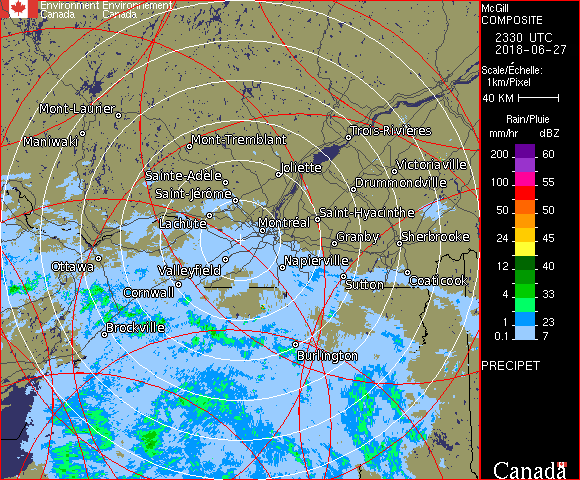 Environment Environnement
Canada Canada
McGill
COMPOSITE
2330 UTC
2018-06-27
Scale/Échelle:
1km/Pixel
40 KM
Rain/Pluie
mm/hr dBZ
200 60
100 55
50 50
24 45
12 40
4 33
1 23
0.1 7
PRECIPET
Mont-Laurier
Maniwaki
Mont-Tremblant
Trois-Rivières
Joliette
Victoriaville
Sainte-Adèle
Drummondville
Saint-Jérôme
Lachute
Saint-Hyacinthe
Montréal
Granby
Sherbrooke
Ottawa
Valleyfield
Napierville
Cornwall
Sutton
Coaticook
Brockville
Burlington
Canada